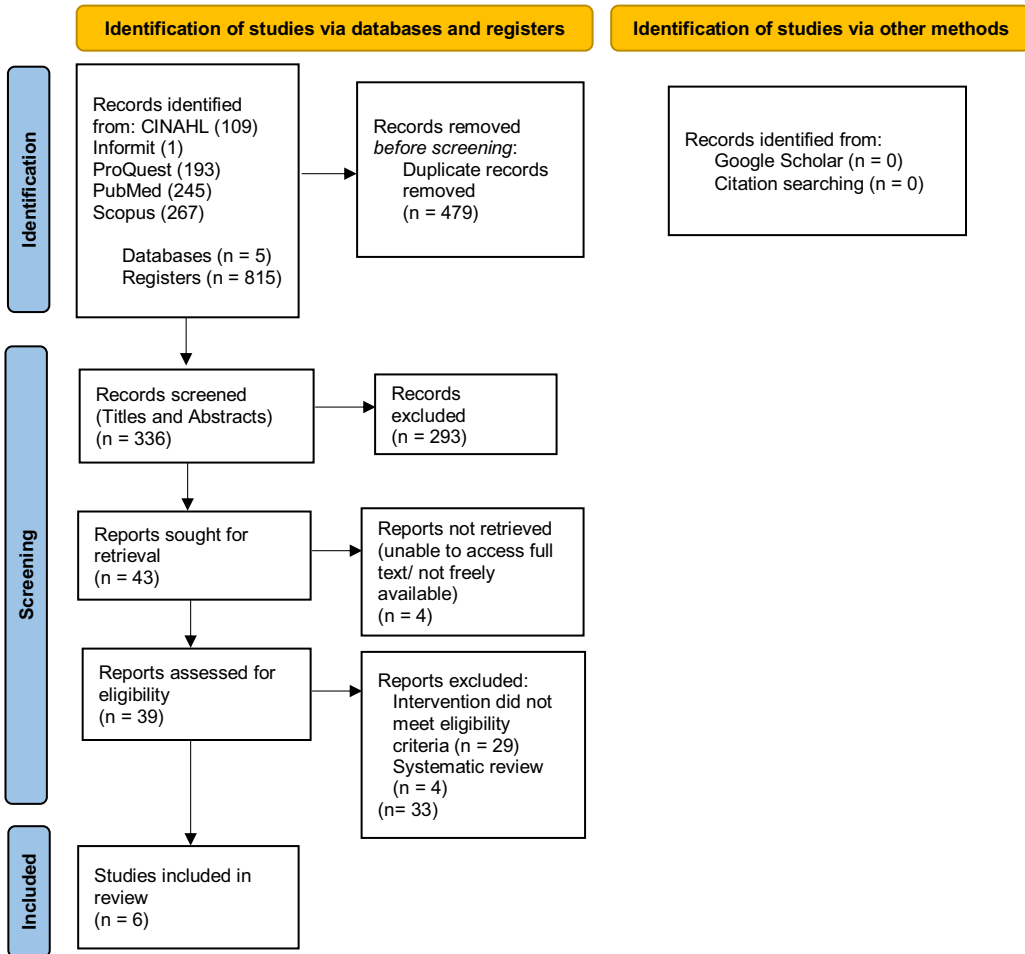 Identification of studies via databases and registers
Identification of studies via other methods
Identification
Records identified
from: CINAHL (109)
Informit (1)
ProQuest (193)
PubMed (245)
Scopus (267)
Databases (n = 5)
Registers (n = 815)
Records removed
before screening:
Duplicate records
removed
(n = 479)
Records identified from:
Google Scholar (n = 0)
Citation searching (n = 0)
Screening
Records screened
(Titles and Abstracts)
(n = 336)
Records
excluded
(n = 293)
Reports sought for
retrieval
(n = 43)
Reports not retrieved
(unable to access full
text/ not freely
available)
(n = 4)
Reports assessed for
eligibility
(n = 39)
Reports excluded:
Intervention did not
meet eligibility
criteria (n = 29)
Systematic review
(n = 4)
(n= 33)
Included
Studies included in
review
(n = 6)